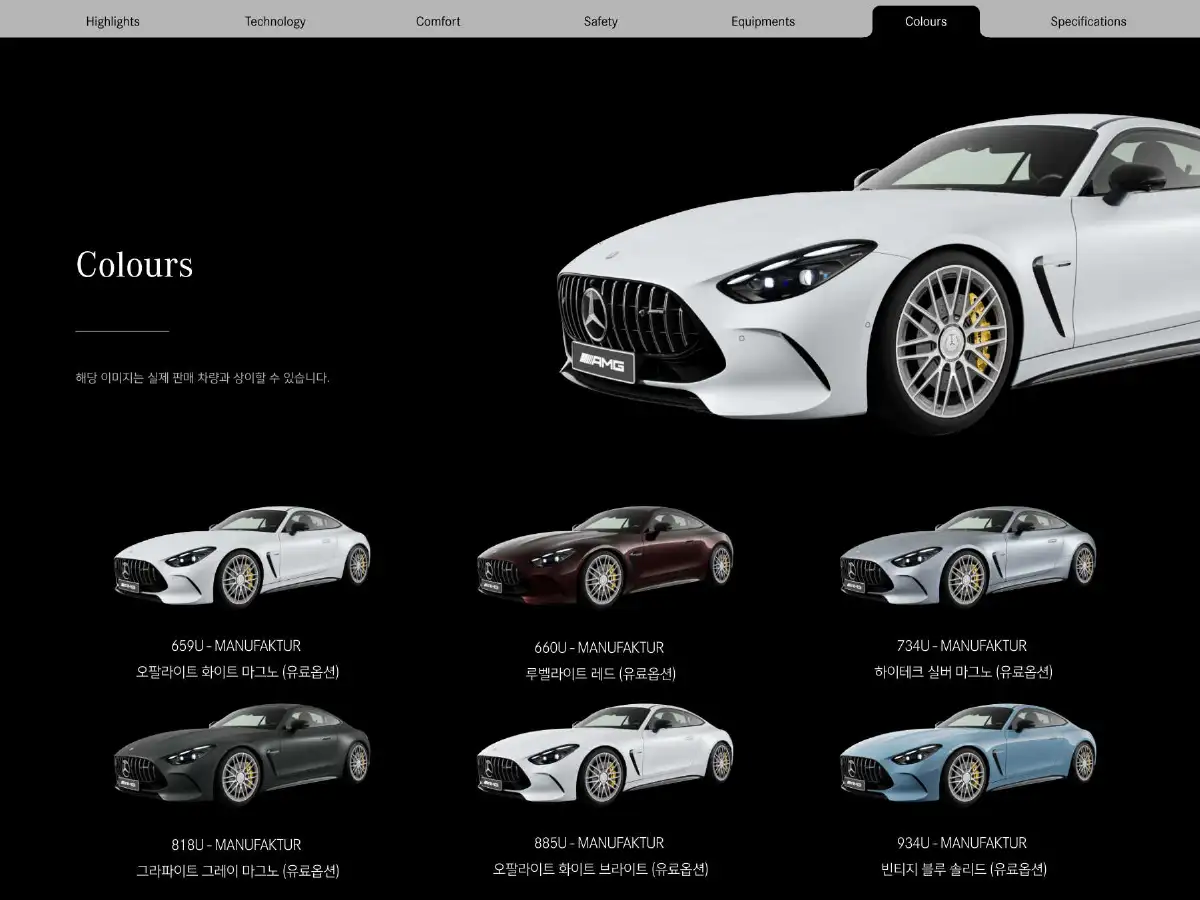 Highlights
Technology
Comfort
Safety
Equipments
Colours
Specifications
Colours
해당 이미지는 실제 판매 차량과 상이할 수 있습니다.
AMG
659U - MANUFAKTUR
오팔라이트 화이트 마그노 (유료옵션)
660U - MANUFAKTUR
루벨라이트 레드 (유료옵션)
734U - MANUFAKTUR
하이테크 실버 마그노 (유료옵션)
818U - MANUFAKTUR
그라파이트 그레이 마그노 (유료옵션)
885U - MANUFAKTUR
오팔라이트 화이트 브라이트 (유료옵션)
934U - MANUFAKTUR
빈티지 블루 솔리드 (유료옵션)